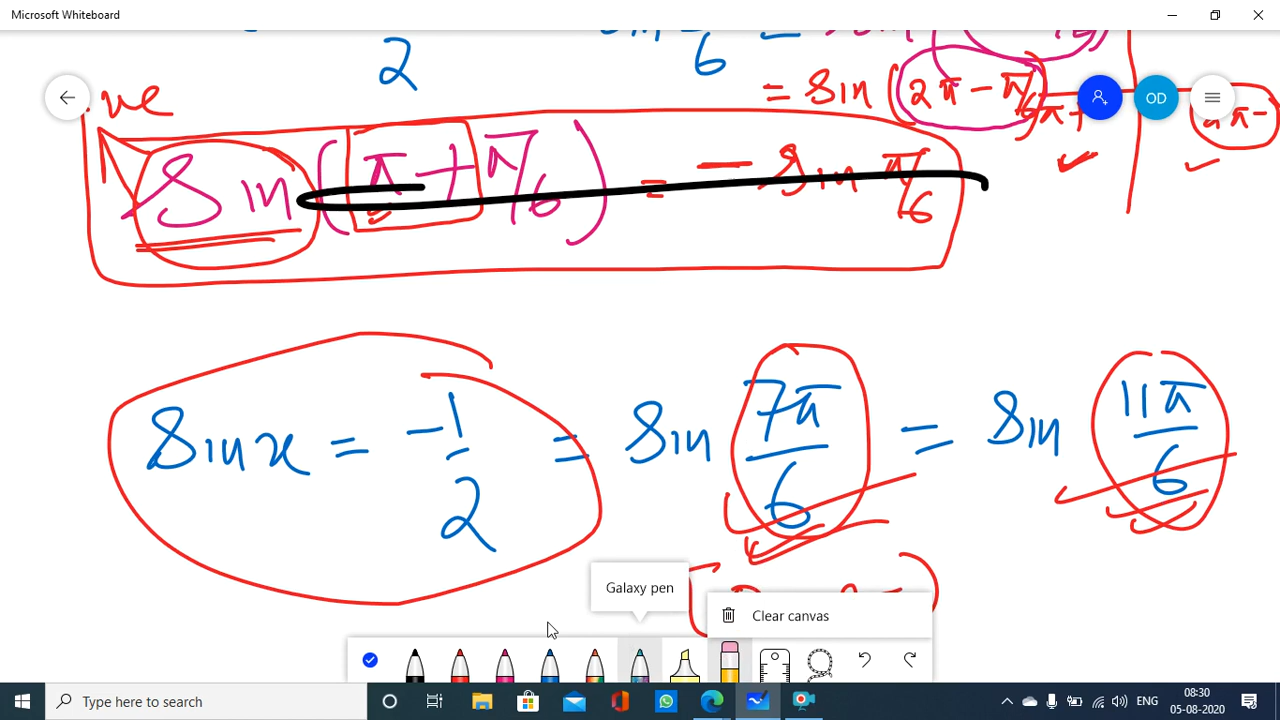 Microsoft Whiteboard
2
6
= sin (2π - π/6)
OD
ve
Sin (π + π/6) = - Sin π/6
Sin x = -1/2 = Sin 7π/6 = Sin 11π/6
Galaxy pen
Clear canvas
Type here to search
ENG
08:30
05-08-2020